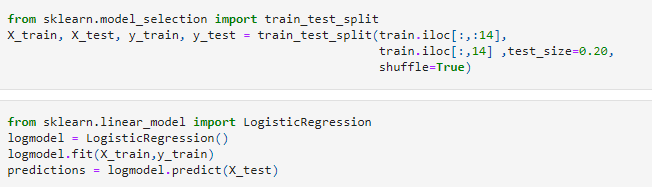 from sklearn.model_selection import train_test_split
X_train, X_test, y_train, y_test = train_test_split(train.iloc[:,:14],
                                                    train.iloc[:,14] ,test_size=0.20,
                                                    shuffle=True)
from sklearn.linear_model import LogisticRegression
logmodel = LogisticRegression()
logmodel.fit(X_train,y_train)
predictions = logmodel.predict(X_test)